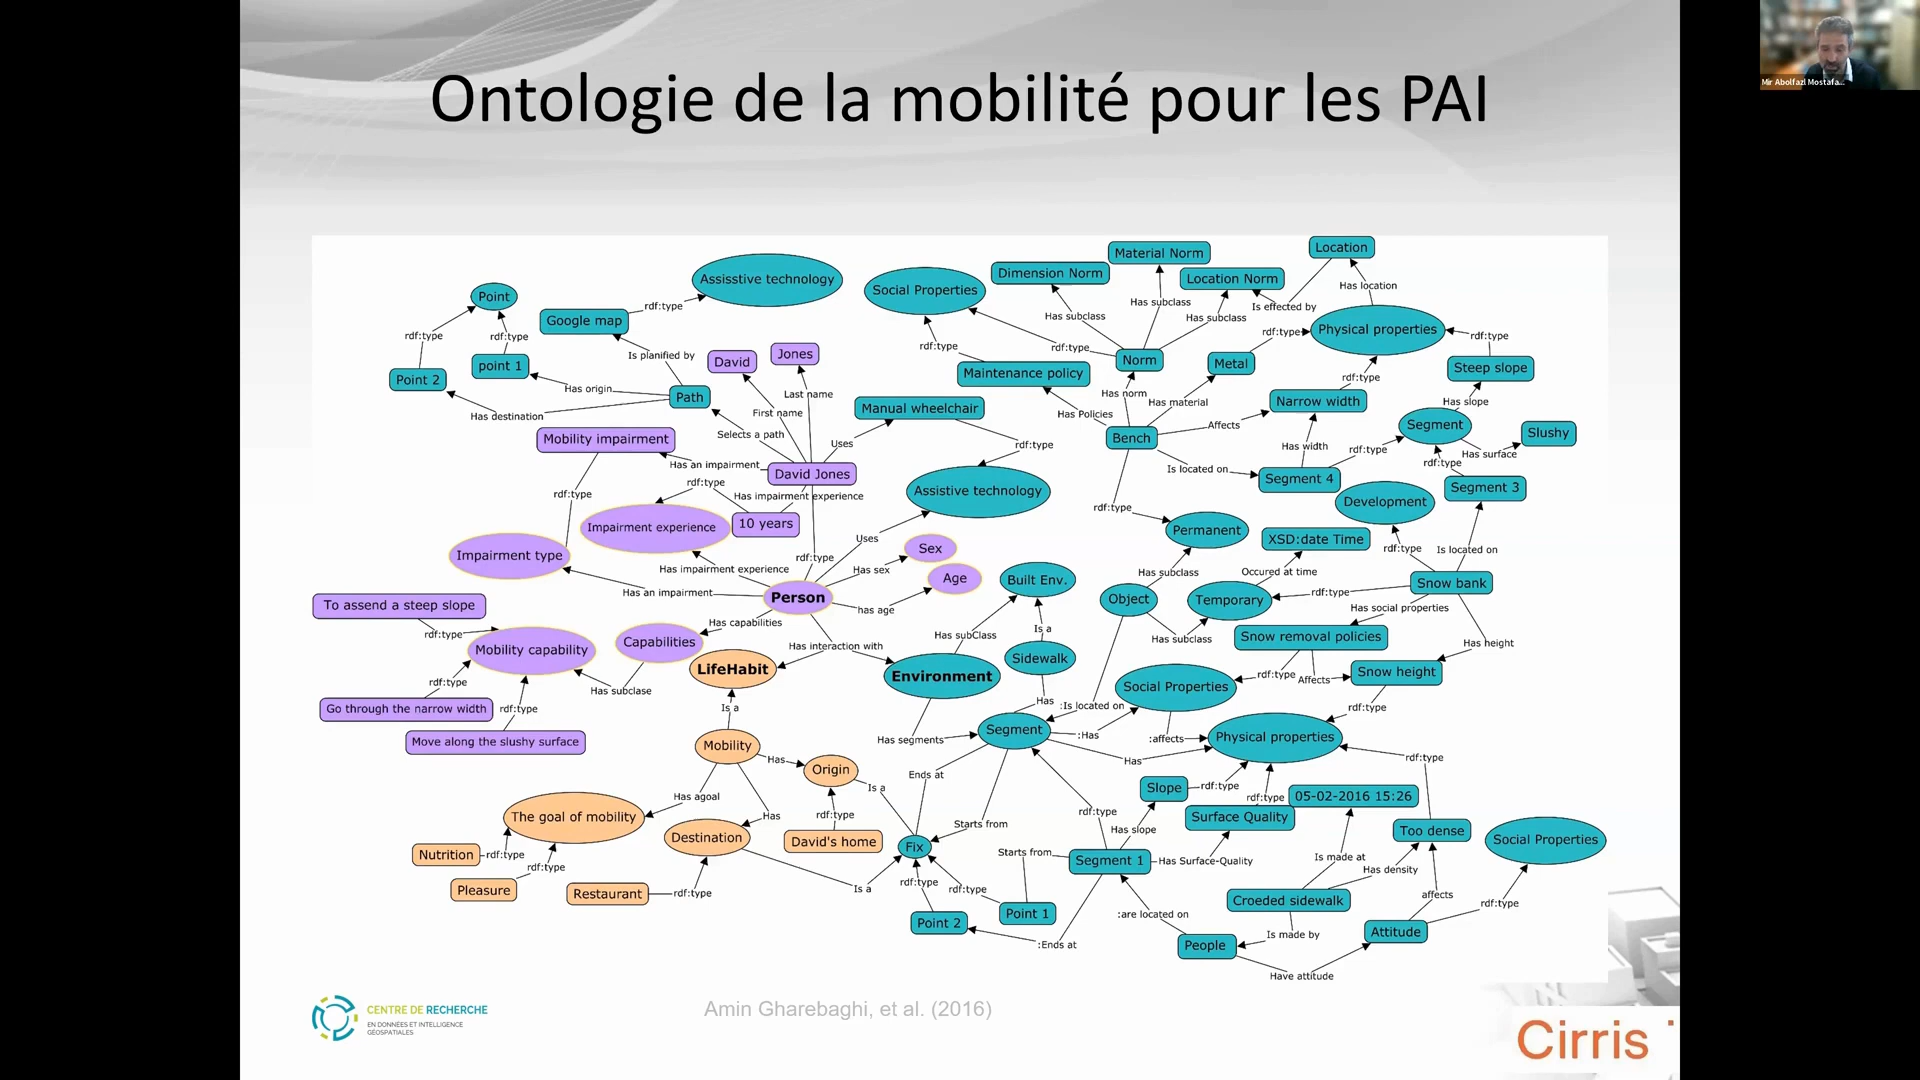 Ontologie de la mobilité pour les PAI
Mir Abolfazl Mostafa...
Material Norm
Location
Dimension Norm
Location Norm
Assisstive technology
Social Properties
Has location
Point
rdf:type
Has subclass
Is effected by
Google map
Has subclass
Has subclass
Physical properties
rdf:type
rdf:type
rdf:type
rdf:type
rdf:type
rdf:type
Is planified by
David
Jones
Norm
Metal
point 1
Point 2
Maintenance policy
Steep slope
rdf:type
Has origin
Path
Last name
Has norm
Has material
Narrow width
Has slope
Has destination
First name
Manual wheelchair
Has Policies
Affects
Segment
Slushy
Mobility impairment
Selects a path
Uses
rdf:type
Bench
Has width
rdf:type
Has surface
Has an impairment
David Jones
Is located on
Segment 4
rdf:type
Segment 3
rdf:type
rdf:type
Has impairment experience
Assistive technology
Development
Impairment experience
10 years
rdf:type
Permanent
XSD:date Time
Impairment type
Uses
Sex
rdf:type
Is located on
rdf:type
Has impairment experience
Has sex
Age
Built Env.
Has subclass
Occured at time
Snow bank
Has an impairment
Person
has age
Object
Temporary
rdf:type
To assend a steep slope
Has capabilities
Has social properties
rdf:type
Has subClass
Is a
Has subclass
Snow removal policies
Has height
Mobility capability
Capabilities
Has interaction with
LifeHabit
Sidewalk
Environment
rdf:type
Affects
Snow height
rdf:type
Has subclase
Social Properties
Go through the narrow width
rdf:type
Is a
Has
:Is located on
rdf:type
Move along the slushy surface
Has segments
Segment
:Has
:affects
Physical properties
Mobility
Has
Origin
Has
rdf:type
Is a
Ends at
Slope
rdf:type
Has agoal
rdf:type
05-02-2016 15:26
The goal of mobility
Has
rdf:type
Starts from
rdf:type
Surface Quality
Has slope
Too dense
Social Properties
Destination
David's home
Fix
Starts from
Segment 1
Has Surface-Quality
Is made at
Nutrition
rdf:type
rdf:type
Has density
Pleasure
Restaurant
rdf:type
Is a
rdf:type
rdf:type
Croeded sidewalk
affects
rdf:type
Point 2
Point 1
:are located on
Attitude
:Ends at
People
Is made by
Have attitude
CENTRE DE RECHERCHE
EN DONNÉES ET INTELLIGENCE
GÉOSPATIALES
Amin Gharebaghi, et al. (2016)
Cirris